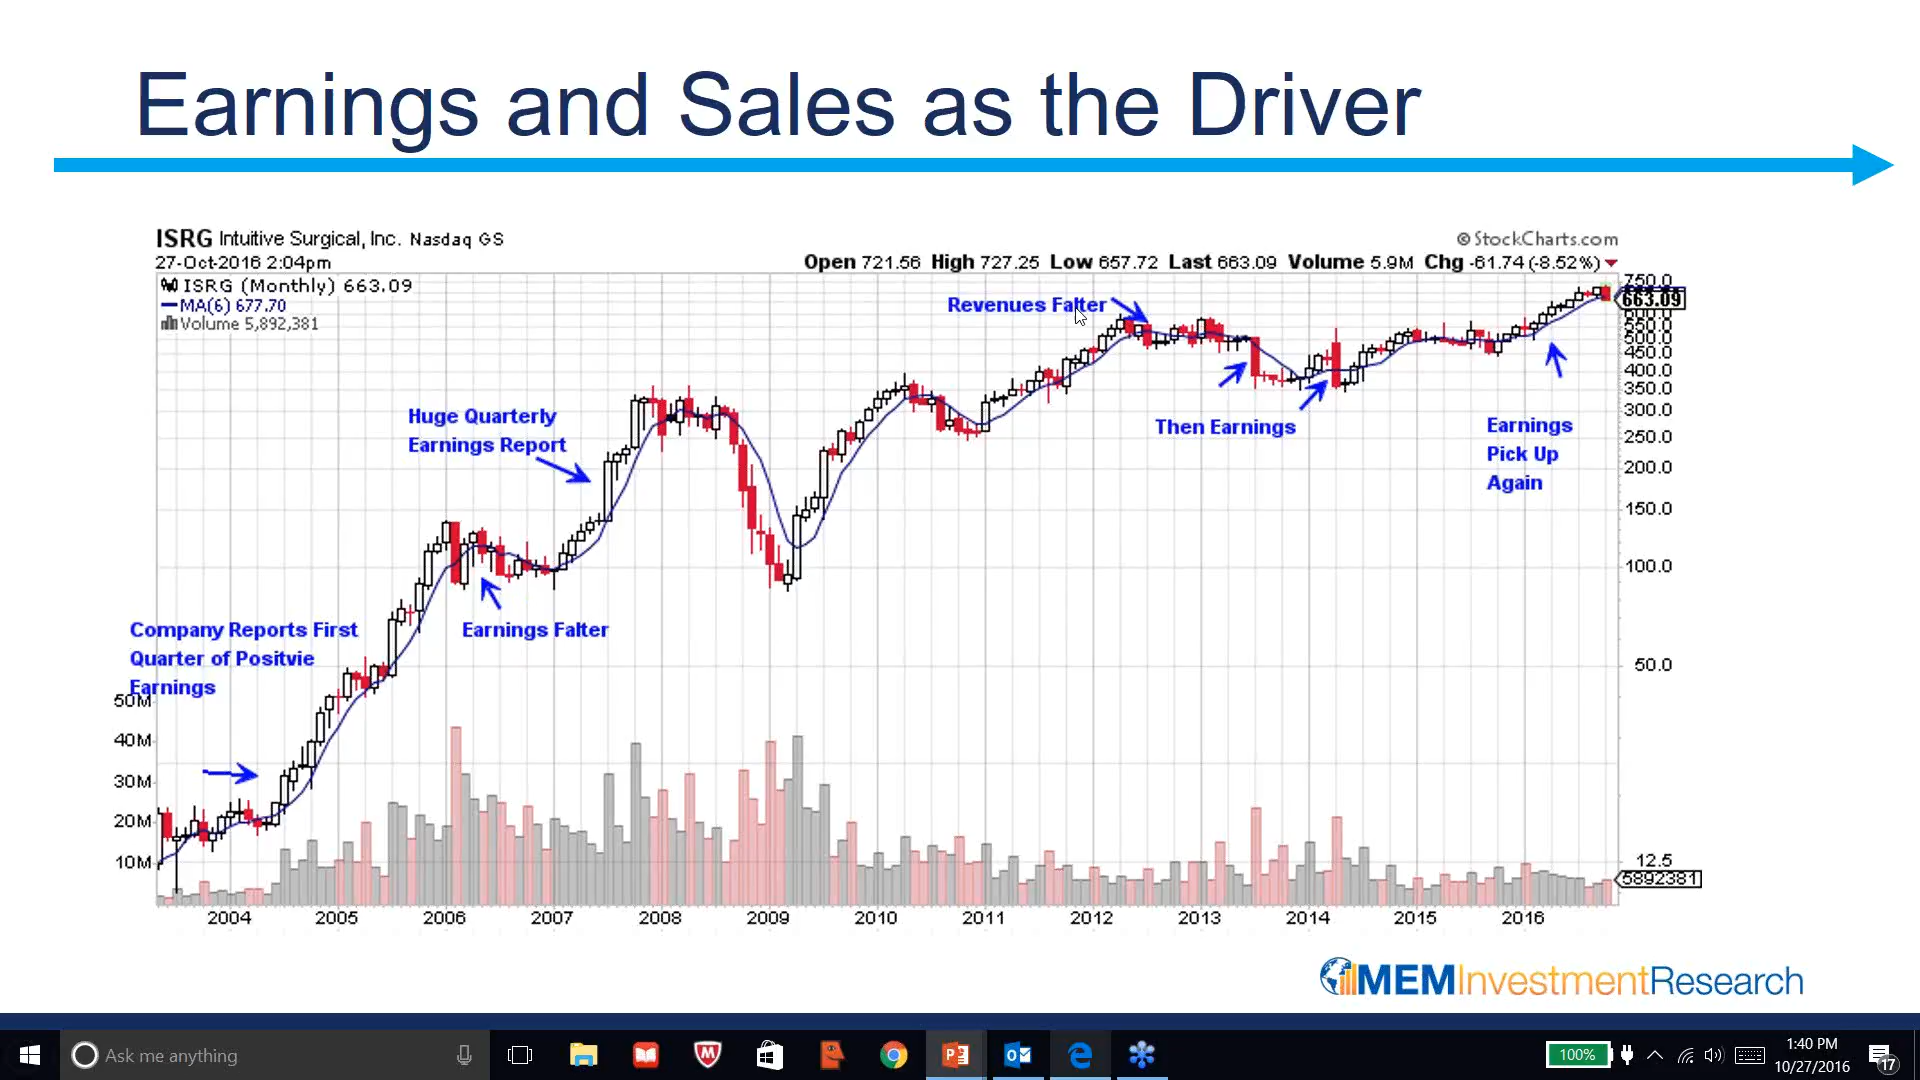 Earnings and Sales as the Driver
ISRG Intuitive Surgical, Inc. Nasdaq GS
© StockCharts.com
27-Oct-2016 2:04pm
Open 721.56 High 727.25 Low 657.72 Last 663.09 Volume 5.9M Chg -61.74 (-8.52%)
ISRG (Monthly) 663.09
MA(6) 677.70
Volume 5,892,381
Revenues Falter
Huge Quarterly
Earnings Report
Then Earnings
Earnings
Pick Up
Again
Earnings Falter
Company Reports First
Quarter of Positvie
Earnings
750.0
663.09
550.0
500.0
450.0
400.0
350.0
300.0
250.0
200.0
150.0
100.0
50.0
12.5
5892381
50M
40M
30M
20M
10M
2004 2005 2006 2007 2008 2009 2010 2011 2012 2013 2014 2015 2016
MEMInvestmentResearch
Ask me anything
100%
1:40 PM
10/27/2016
17